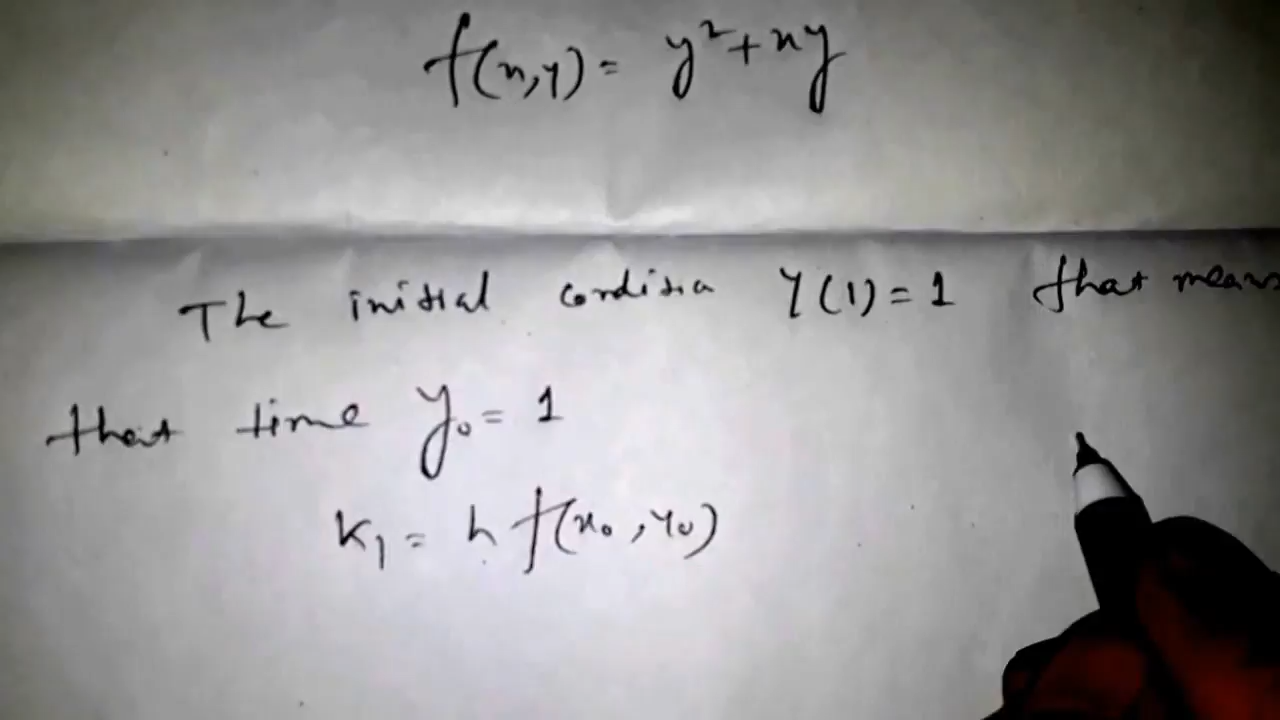 f(x,y) = y²+xy
The initial condition Y(1) = 1 that means
that time y₀ = 1
K₁ = h f(x₀, y₀)